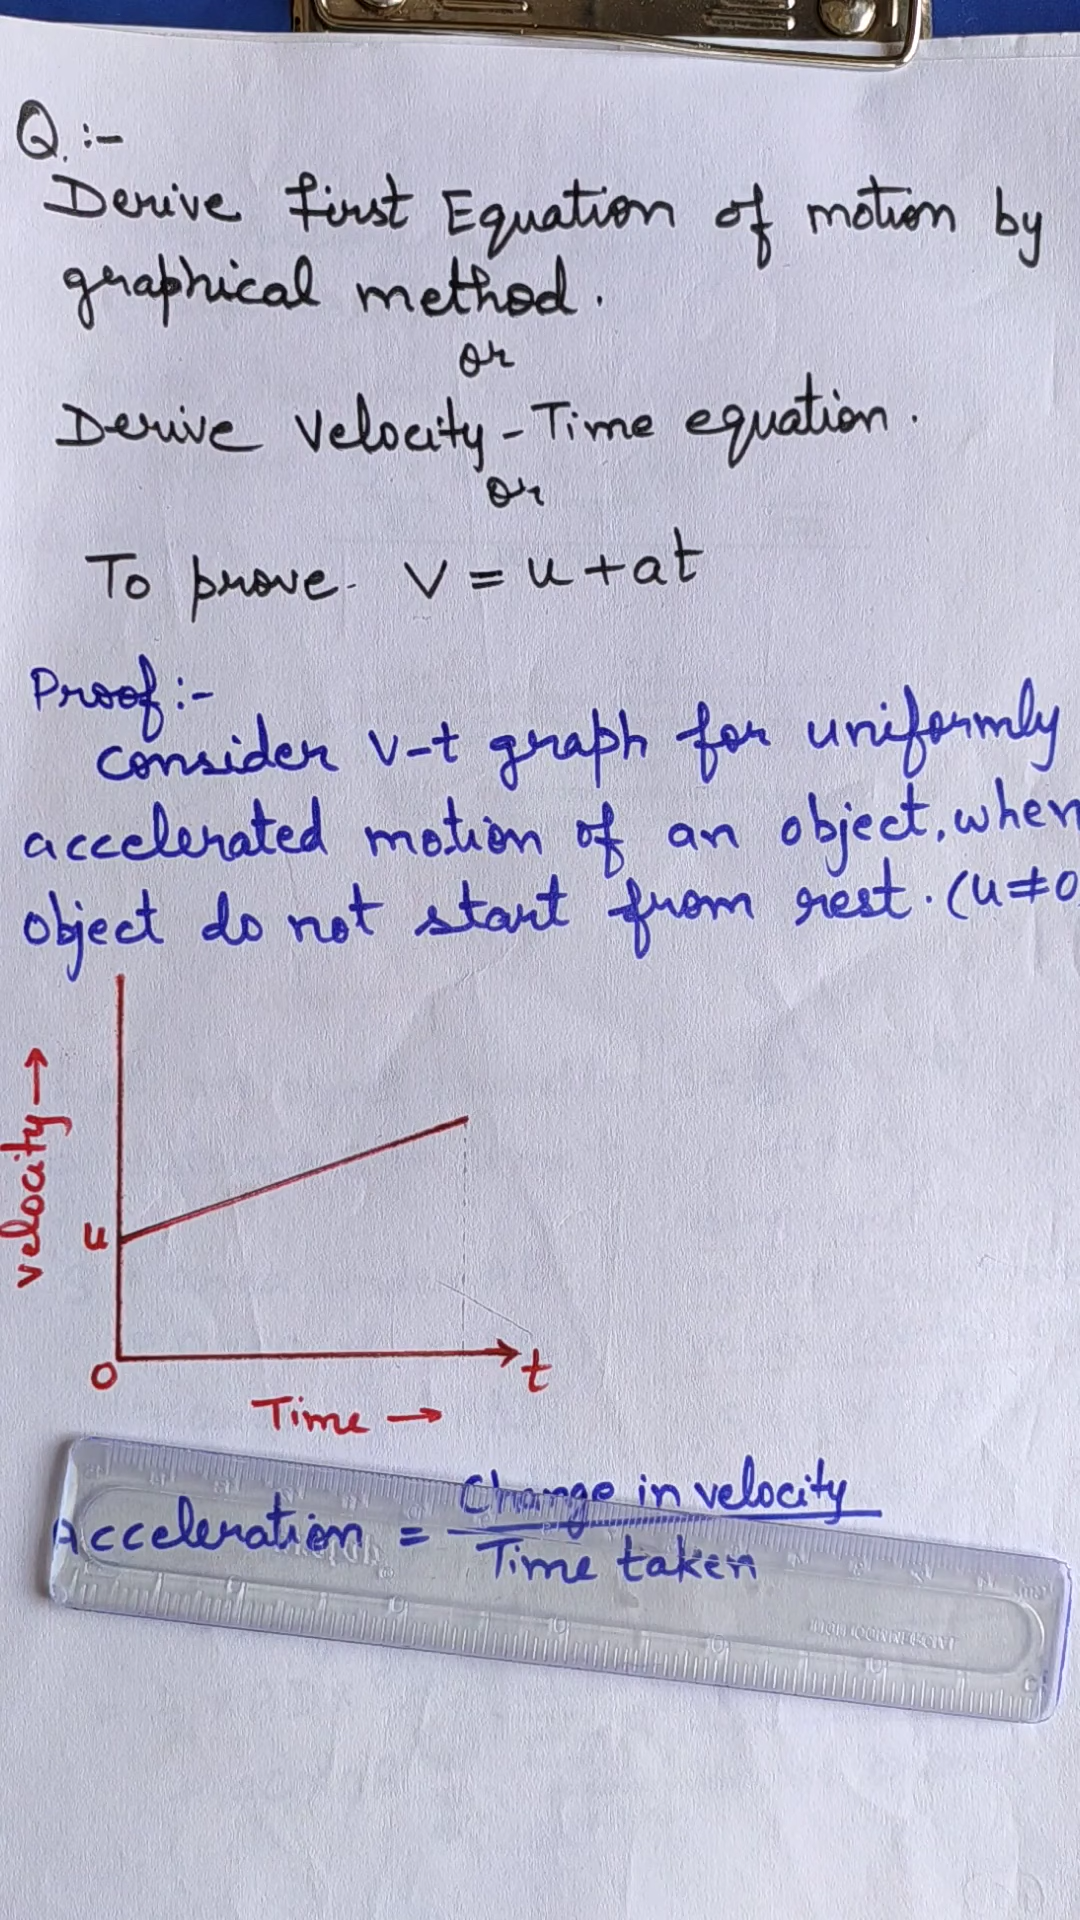 Q. :-
Derive first Equation of motion by
graphical method.
or
Derive Velocity-Time equation.
or
To prove- V = u + at
Proof :-
consider v-t graph for uniformly
accelerated motion of an object, when
object do not start from rest. (u ≠ 0
velocity →
u
0
t
Time →
Acceleration = Change in velocity
Time taken